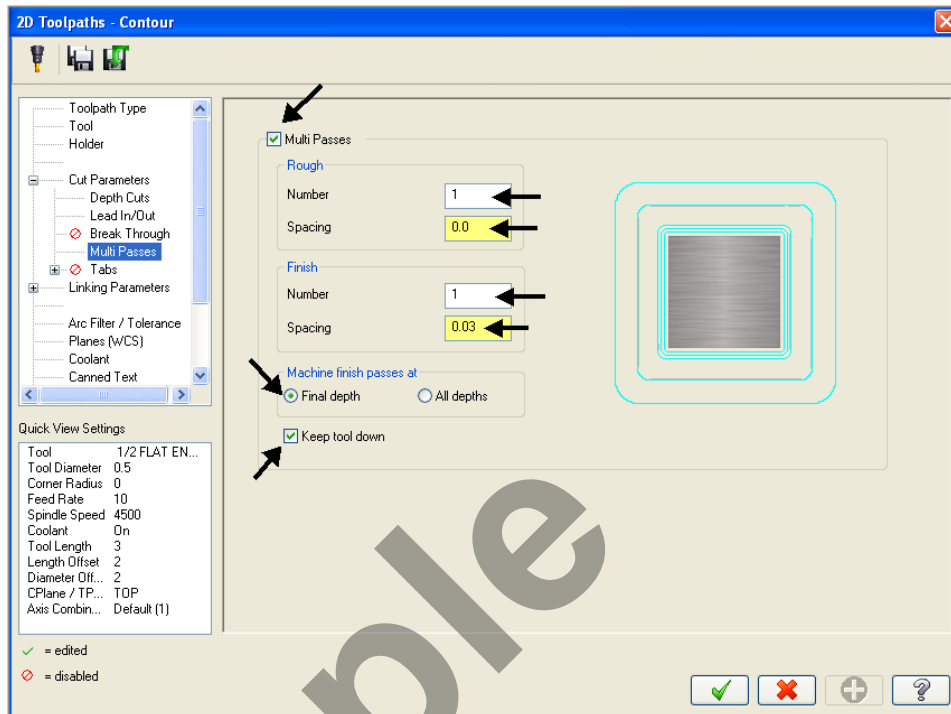 2D Toolpaths - Contour
Toolpath Type
Tool
Holder
Cut Parameters
Depth Cuts
Lead In/Out
Break Through
Multi Passes
Tabs
Linking Parameters
Arc Filter / Tolerance
Planes (WCS)
Coolant
Canned Text
Quick View Settings
Tool 1/2 FLAT EN...
Tool Diameter 0.5
Corner Radius 0
Feed Rate 10
Spindle Speed 4500
Coolant On
Tool Length 3
Length Offset 2
Diameter Off... 2
CPlane / TP... TOP
Axis Combin... Default (1)
= edited
= disabled
Multi Passes
Rough
Number 1
Spacing 0.0
Finish
Number 1
Spacing 0.03
Machine finish passes at
Final depth All depths
Keep tool down
ple